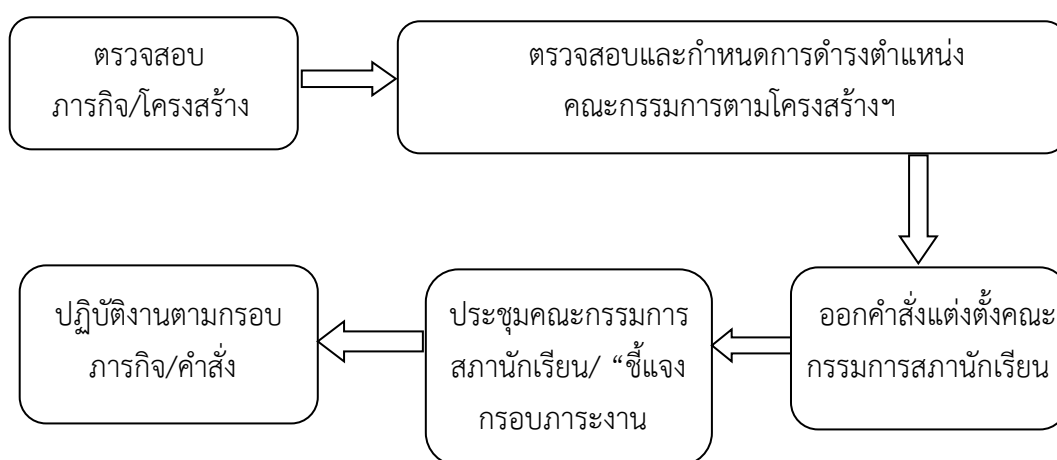 ตรวจสอบ
ภารกิจ/โครงสร้าง
ตรวจสอบและกำหนดการดำรงตำแหน่ง
คณะกรรมการตามโครงสร้างฯ
ออกคำสั่งแต่งตั้งคณะ
กรรมการสภานักเรียน
ประชุมคณะกรรมการ
สภานักเรียน/ “ชี้แจง
กรอบภาระงาน
ปฏิบัติงานตามกรอบ
ภารกิจ/คำสั่ง